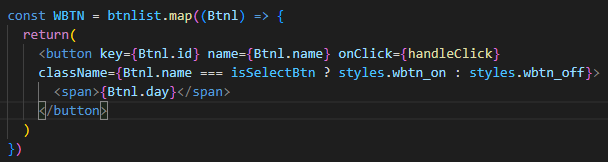 const WBTN = btnlist.map((Btnl) => {
return(
<button key={Btnl.id} name={Btnl.name} onClick={handleClick}
className={Btnl.name === isSelectBtn ? styles.wbtn_on : styles.wbtn_off}>
<span>{Btnl.day}</span>
</button>
)
})